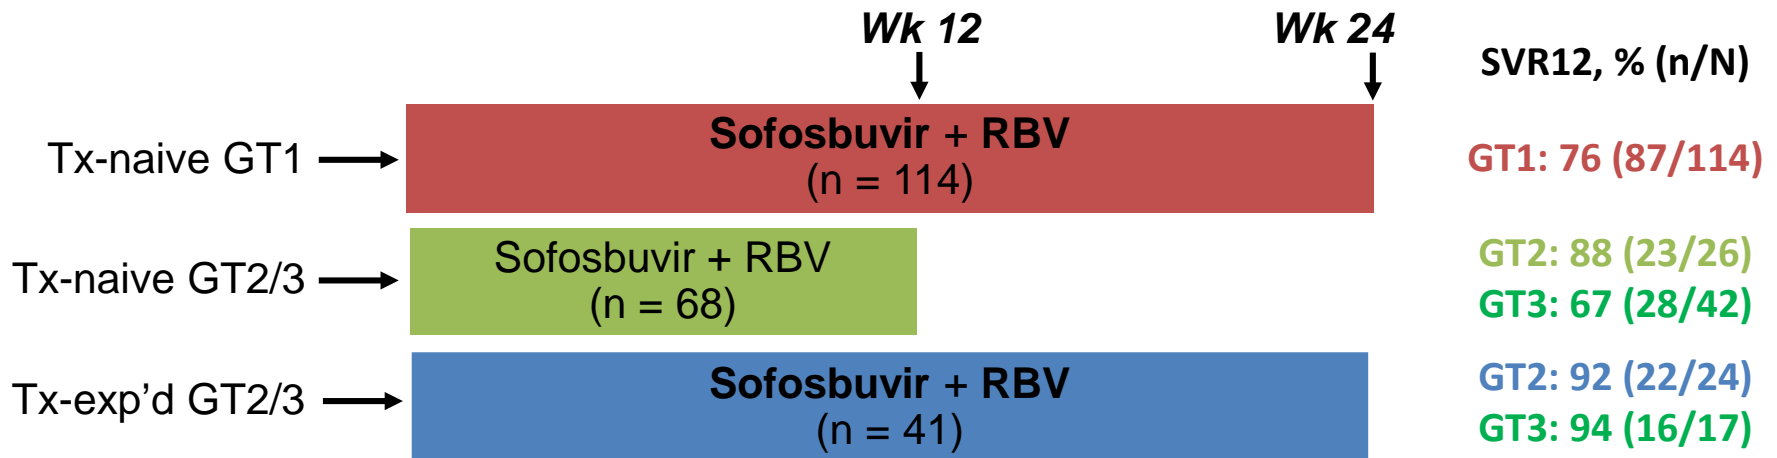 Wk 12
Wk 24
SVR12, % (n/N)
Tx-naive GT1
Sofosbuvir + RBV
(n = 114)
GT1: 76 (87/114)
Tx-naive GT2/3
Sofosbuvir + RBV
(n = 68)
GT2: 88 (23/26)
GT3: 67 (28/42)
Tx-exp’d GT2/3
Sofosbuvir + RBV
(n = 41)
GT2: 92 (22/24)
GT3: 94 (16/17)